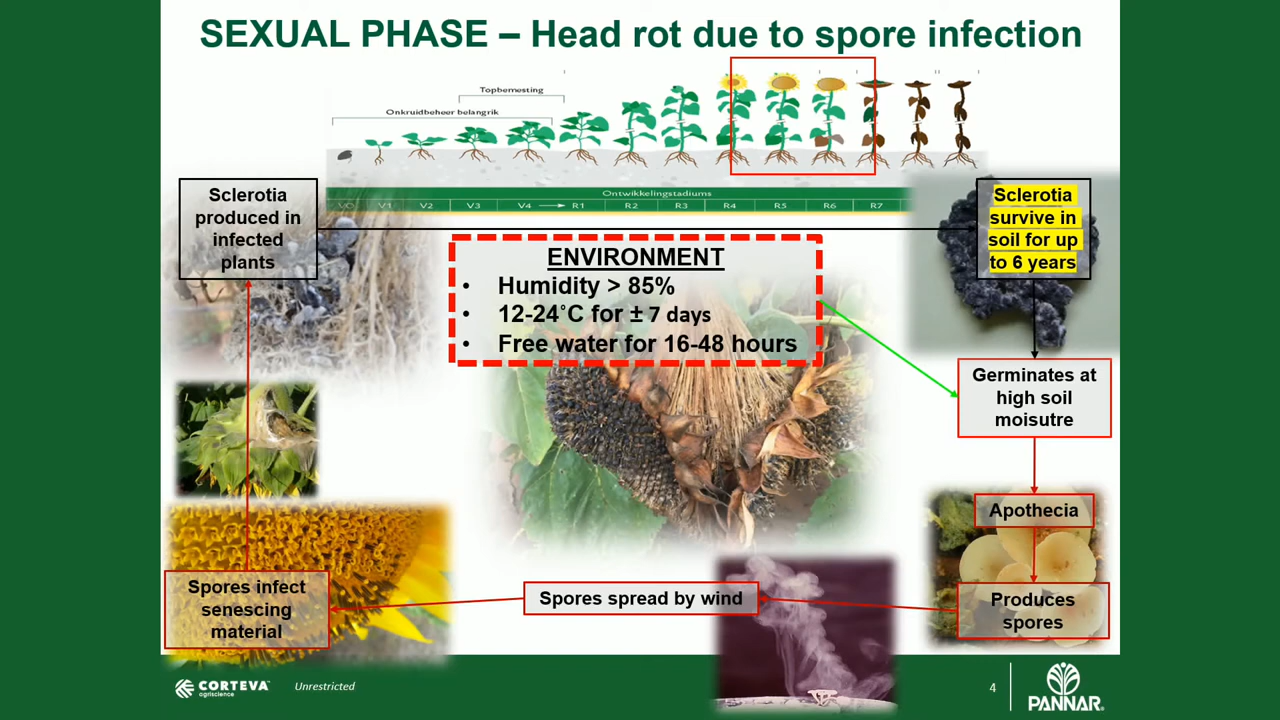 SEXUAL PHASE – Head rot due to spore infection
Topbemesting
Onkruidbeheer belangrik
Ontwikkelingstadiums
VO V1 V2 V3 V4 R1 R2 R3 R4 R5 R6 R7
Sclerotia
produced in
infected
plants
Sclerotia
survive in
soil for up
to 6 years
ENVIRONMENT
• Humidity > 85%
• 12-24˚C for ± 7 days
• Free water for 16-48 hours
Germinates at
high soil
moisutre
Apothecia
Produces
spores
Spores spread by wind
Spores infect
senescing
material
CORTEVA
agriscience
Unrestricted
4
PANNAR